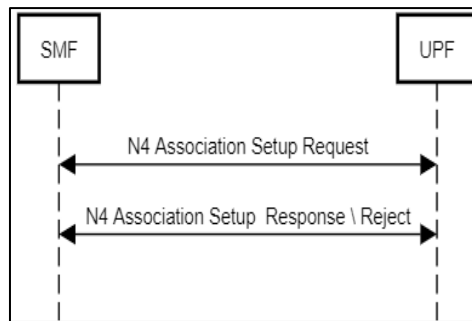 SMF
UPF
N4 Association Setup Request
N4 Association Setup Response \ Reject